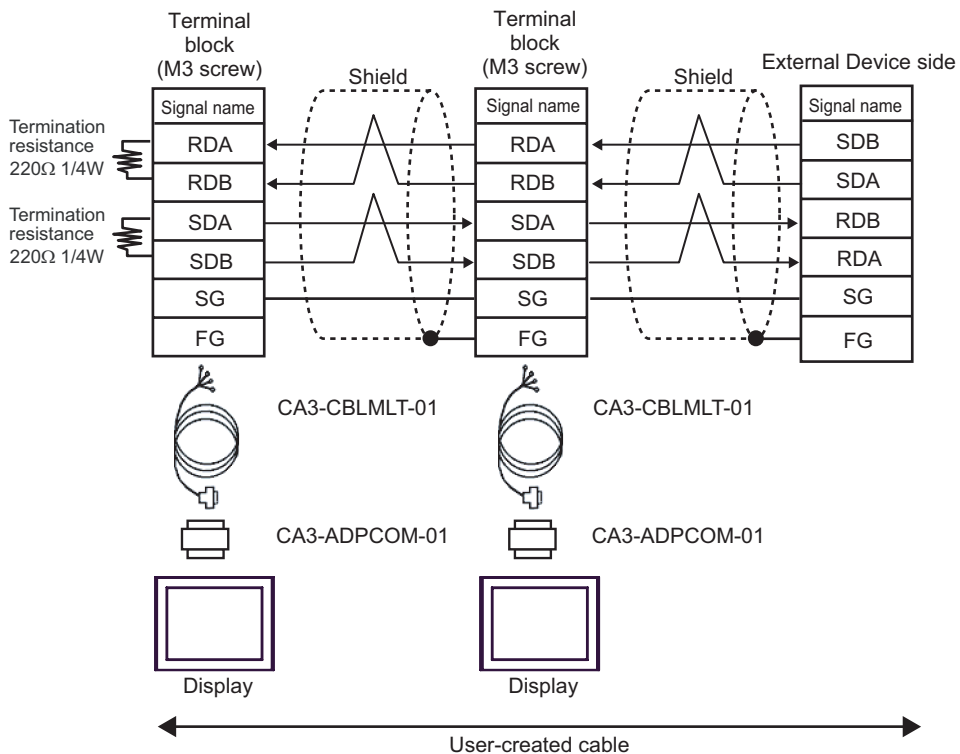 Terminal
block
(M3 screw)
Terminal
block
(M3 screw)
External Device side
Shield
Shield
Signal name
Signal name
Signal name
Termination
resistance
220Ω 1/4W
RDA
RDA
SDB
RDB
RDB
SDA
Termination
resistance
220Ω 1/4W
SDA
SDA
RDB
SDB
SDB
RDA
SG
SG
SG
FG
FG
FG
CA3-CBLMLT-01
CA3-CBLMLT-01
CA3-ADPCOM-01
CA3-ADPCOM-01
Display
Display
User-created cable